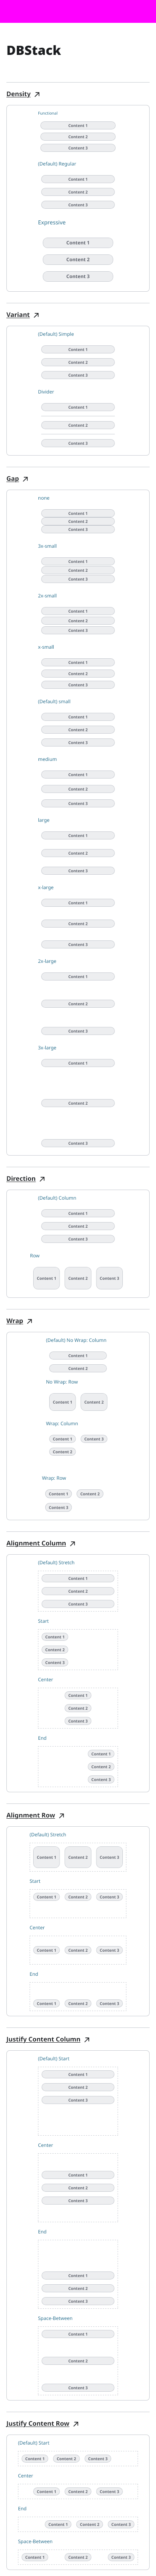 DBStack
Density
Functional
Content 1
Content 2
Content 3
(Default) Regular
Content 1
Content 2
Content 3
Expressive
Content 1
Content 2
Content 3
Variant
(Default) Simple
Content 1
Content 2
Content 3
Divider
Content 1
Content 2
Content 3
Gap
none
Content 1
Content 2
Content 3
3x-small
Content 1
Content 2
Content 3
2x-small
Content 1
Content 2
Content 3
x-small
Content 1
Content 2
Content 3
(Default) small
Content 1
Content 2
Content 3
medium
Content 1
Content 2
Content 3
large
Content 1
Content 2
Content 3
x-large
Content 1
Content 2
Content 3
2x-large
Content 1
Content 2
Content 3
3x-large
Content 1
Content 2
Content 3
Direction
(Default) Column
Content 1
Content 2
Content 3
Row
Content 1 Content 2 Content 3
Wrap
(Default) No Wrap: Column
Content 1
Content 2
No Wrap: Row
Content 1 Content 2
Wrap: Column
Content 1 Content 3
Content 2
Wrap: Row
Content 1 Content 2
Content 3
Alignment Column
(Default) Stretch
Content 1
Content 2
Content 3
Start
Content 1
Content 2
Content 3
Center
Content 1
Content 2
Content 3
End
Content 1
Content 2
Content 3
Alignment Row
(Default) Stretch
Content 1 Content 2 Content 3
Start
Content 1 Content 2 Content 3
Center
Content 1 Content 2 Content 3
End
Content 1 Content 2 Content 3
Justify Content Column
(Default) Start
Content 1
Content 2
Content 3
Center
Content 1
Content 2
Content 3
End
Content 1
Content 2
Content 3
Space-Between
Content 1
Content 2
Content 3
Justify Content Row
(Default) Start
Content 1 Content 2 Content 3
Center
Content 1 Content 2 Content 3
End
Content 1 Content 2 Content 3
Space-Between
Content 1 Content 2 Content 3